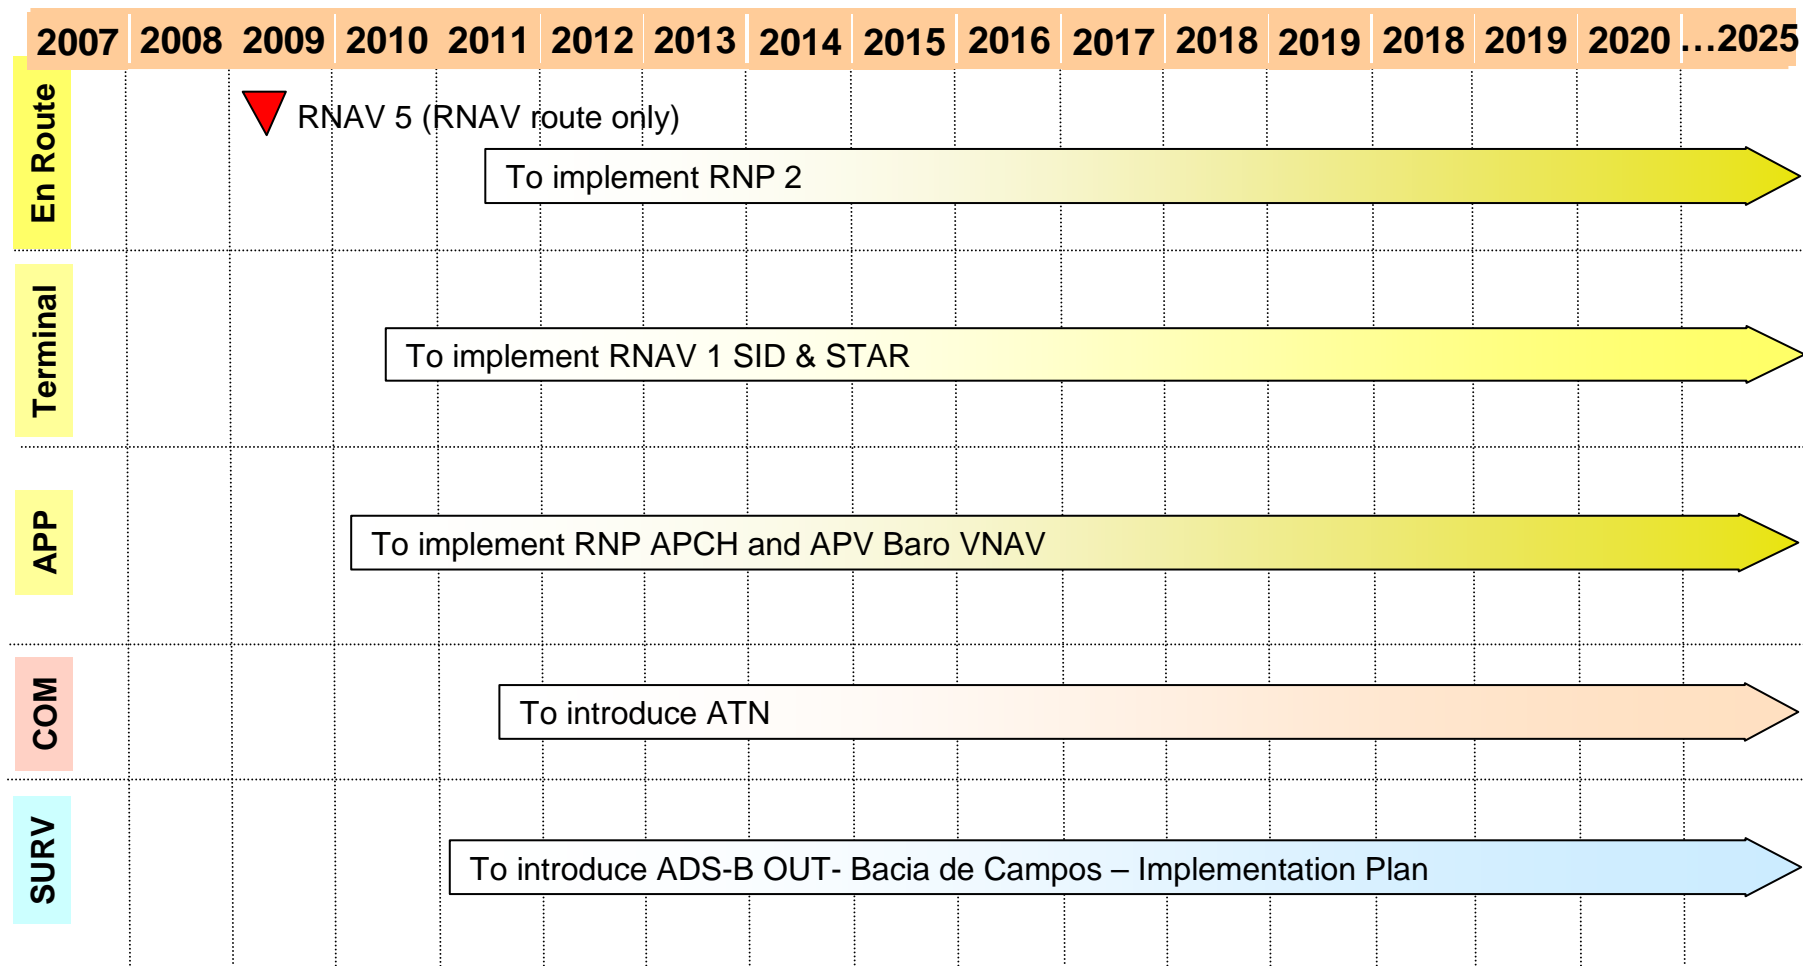 2007 2008 2009 2010 2011 2012 2013 2014 2015 2016 2017 2018 2019 2018 2019 2020 ...2025
En Route
RNAV 5 (RNAV route only)
To implement RNP 2
Terminal
To implement RNAV 1 SID & STAR
APP
To implement RNP APCH and APV Baro VNAV
COM
To introduce ATN
SURV
To introduce ADS-B OUT- Bacia de Campos – Implementation Plan